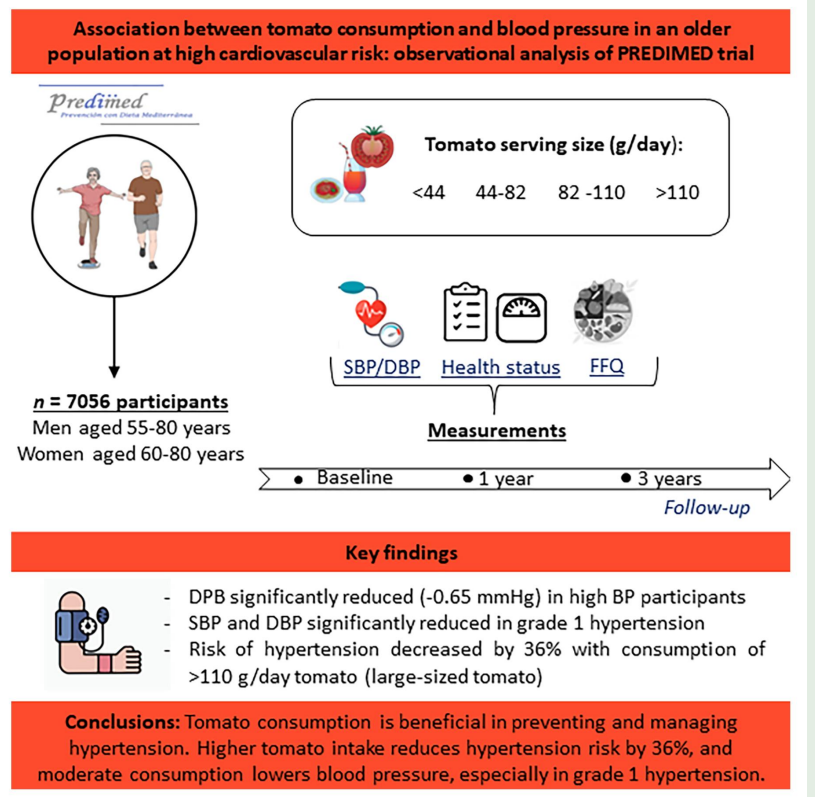 Association between tomato consumption and blood pressure in an older
population at high cardiovascular risk: observational analysis of PREDIMED trial
Predimed
Prevención con Dieta Mediterránea
Tomato serving size (g/day):
<44 44-82 82 -110 >110
SBP/DBP Health status FFQ
Measurements
n = 7056 participants
Men aged 55-80 years
Women aged 60-80 years
Baseline 1 year 3 years
Follow-up
Key findings
- DPB significantly reduced (-0.65 mmHg) in high BP participants
- SBP and DBP significantly reduced in grade 1 hypertension
- Risk of hypertension decreased by 36% with consumption of
>110 g/day tomato (large-sized tomato)
Conclusions: Tomato consumption is beneficial in preventing and managing
hypertension. Higher tomato intake reduces hypertension risk by 36%, and
moderate consumption lowers blood pressure, especially in grade 1 hypertension.